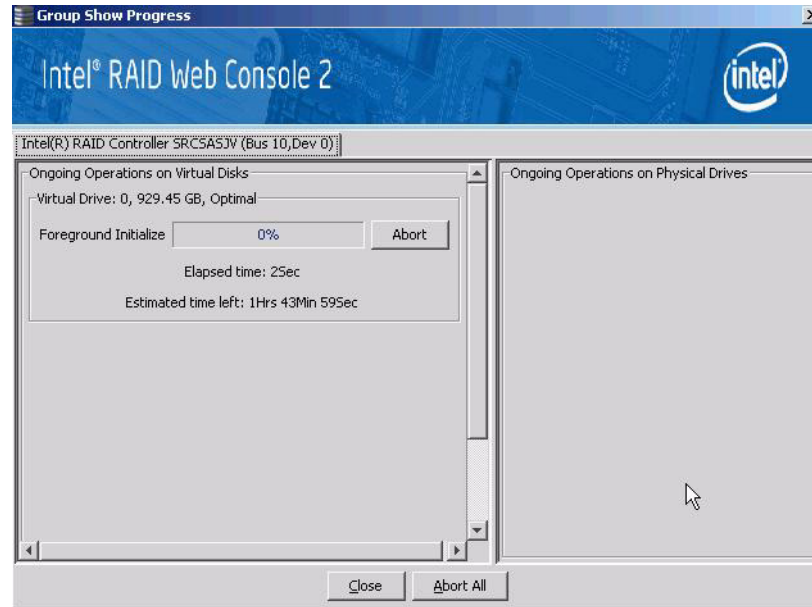 Group Show Progress
Intel® RAID Web Console 2
intel
Intel(R) RAID Controller SRCSASJV (Bus 10,Dev 0)
Ongoing Operations on Virtual Disks
Virtual Drive: 0, 929.45 GB, Optimal
Foreground Initialize 0% Abort
Elapsed time: 2Sec
Estimated time left: 1Hrs 43Min 59Sec
Ongoing Operations on Physical Drives
Close Abort All